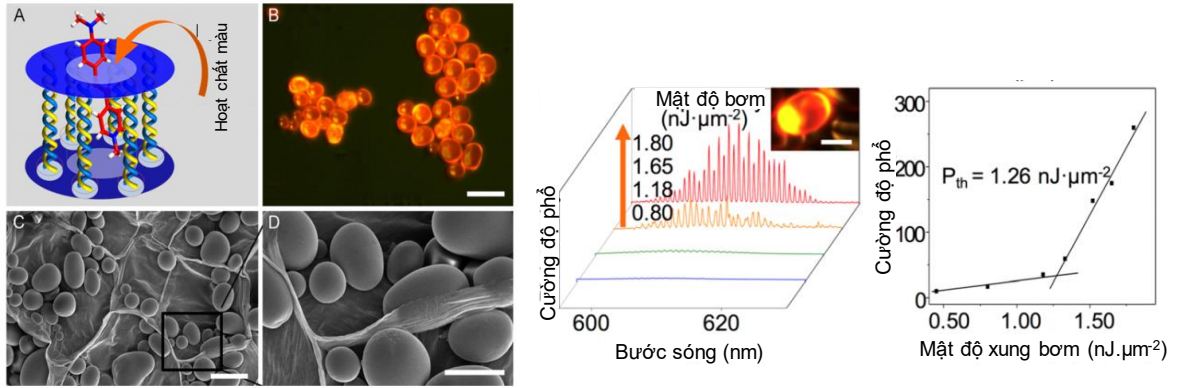 A
Hoạt chất màu
B
C
D
Mật độ bơm
(nJ·µm-2)
1.80
1.65
1.18
0.80
Cường độ phổ
600
620
Bước sóng (nm)
300
200
100
0
Cường độ phổ
Pth = 1.26 nJ·µm-2
0.50
1.00
1.50
Mật độ xung bơm (nJ.µm-2)